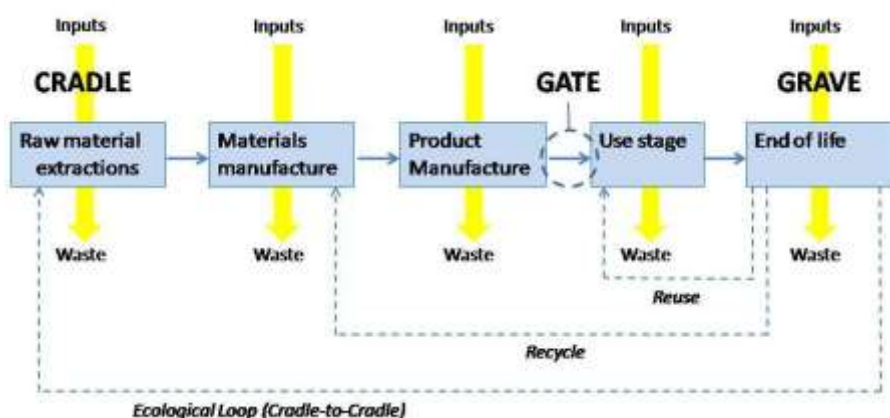 Inputs
Inputs
Inputs
Inputs
Inputs
CRADLE
GATE
GRAVE
Raw material
extractions
Materials
manufacture
Product
Manufacture
Use stage
End of life
Waste
Waste
Waste
Waste
Waste
Reuse
Recycle
Ecological Loop (Cradle-to-Cradle)